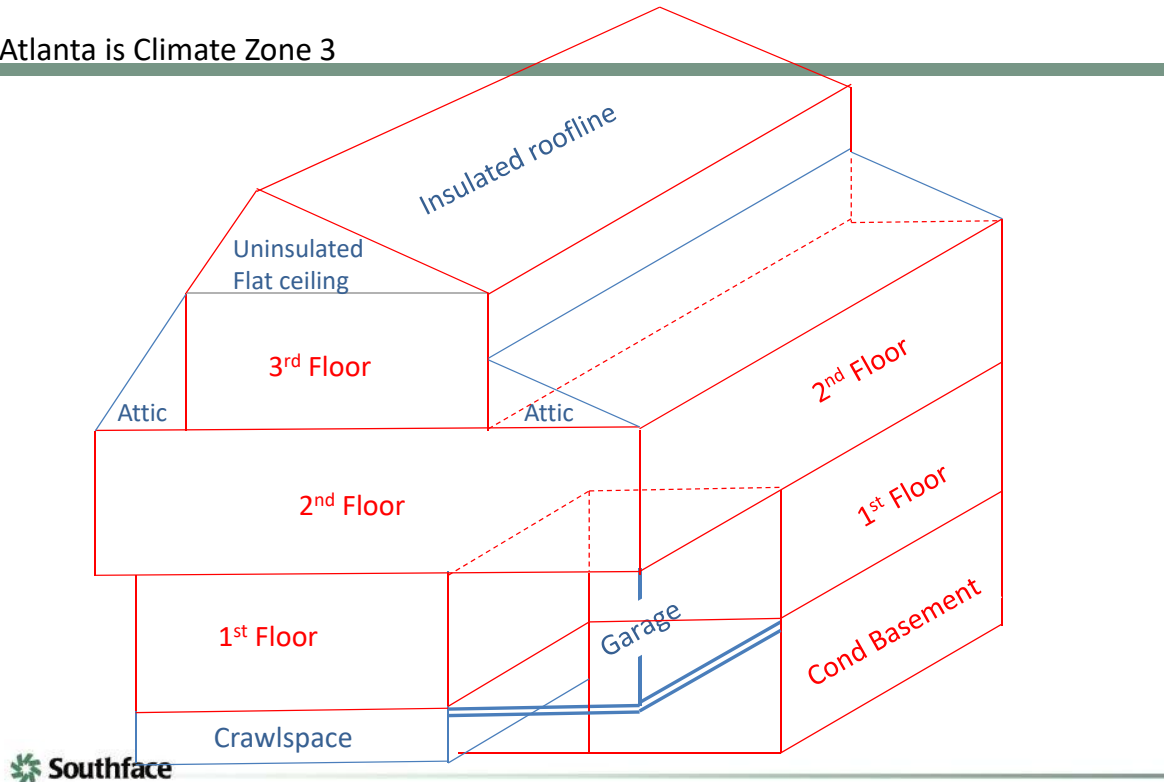 Atlanta is Climate Zone 3
Insulated roofline
Uninsulated
Flat ceiling
3rd Floor
Attic
Attic
2nd Floor
2nd Floor
1st Floor
1st Floor
Garage
Cond Basement
Crawlspace
Southface